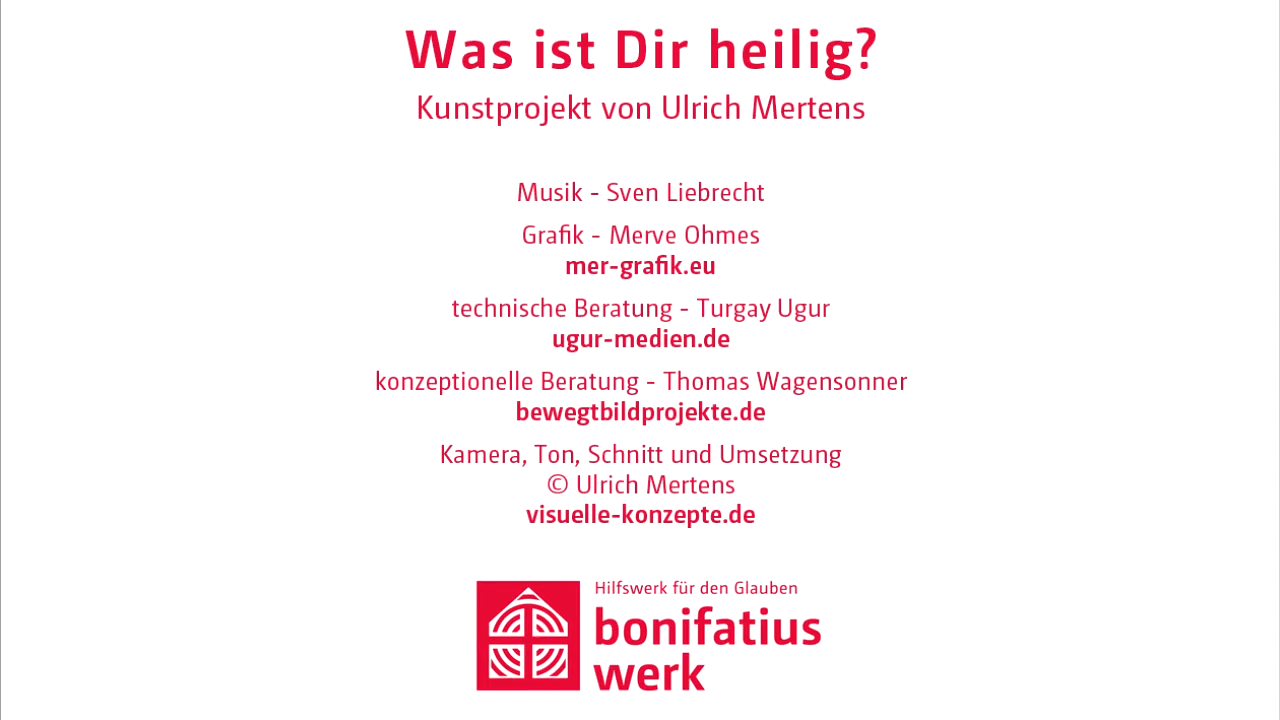 Was ist Dir heilig?
Kunstprojekt von Ulrich Mertens
Musik - Sven Liebrecht
Grafik - Merve Ohmes
mer-grafik.eu
technische Beratung - Turgay Ugur
ugur-medien.de
konzeptionelle Beratung - Thomas Wagensonner
bewegtbildprojekte.de
Kamera, Ton, Schnitt und Umsetzung
© Ulrich Mertens
visuelle-konzepte.de
Hilfswerk für den Glauben
bonifatius
werk